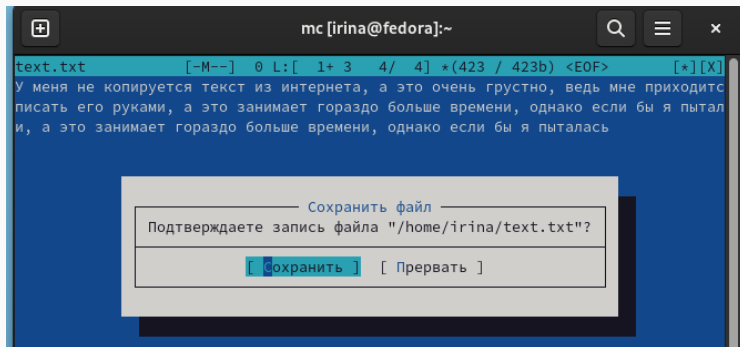 mc [irina@fedora]:~
text.txt [-M--] 0 L:[ 1+ 3 4/ 4] *(423 / 423b) <EOF> [*][X]
У меня не копируется текст из интернета, а это очень грустно, ведь мне приходитс
писать его руками, а это занимает гораздо больше времени, однако если бы я пытал
и, а это занимает гораздо больше времени, однако если бы я пыталась
Сохранить файл
Подтверждаете запись файла "/home/irina/text.txt"?
[ Сохранить ] [ Прервать ]